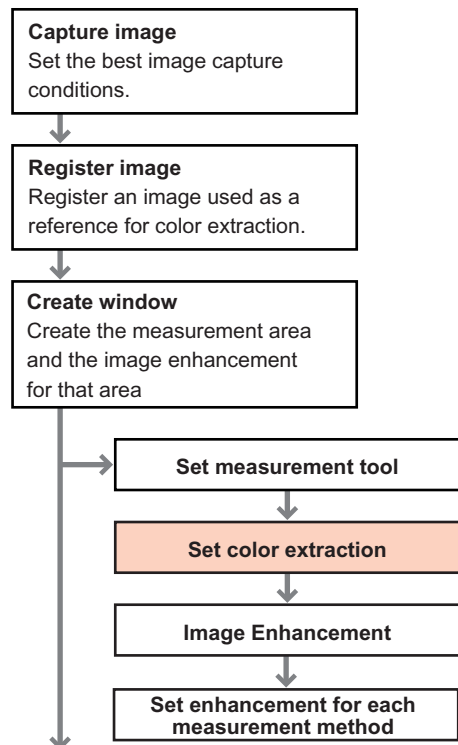 Capture image
Set the best image capture
conditions.
Register image
Register an image used as a
reference for color extraction.
Create window
Create the measurement area
and the image enhancement
for that area
Set measurement tool
Set color extraction
Image Enhancement
Set enhancement for each
measurement method